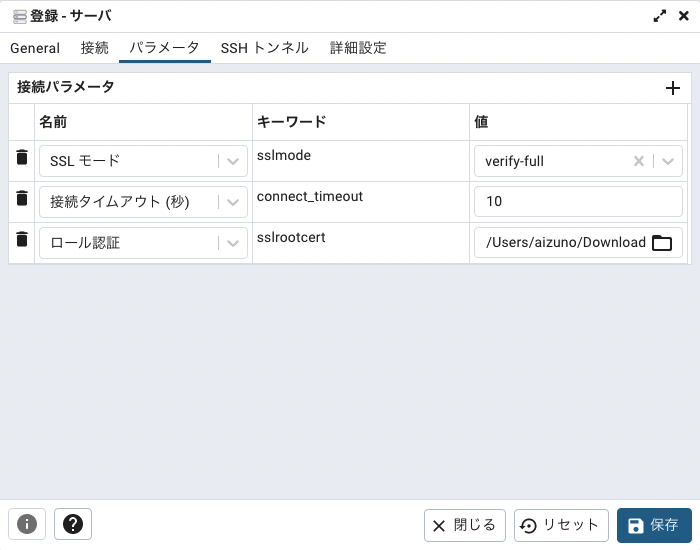 登録 - サーバ
General 接続 パラメータ SSH トンネル 詳細設定
接続パラメータ
名前 キーワード 値
SSL モード sslmode verify-full
接続タイムアウト (秒) connect_timeout 10
ロール認証 sslrootcert /Users/aizuno/Download
閉じる リセット 保存